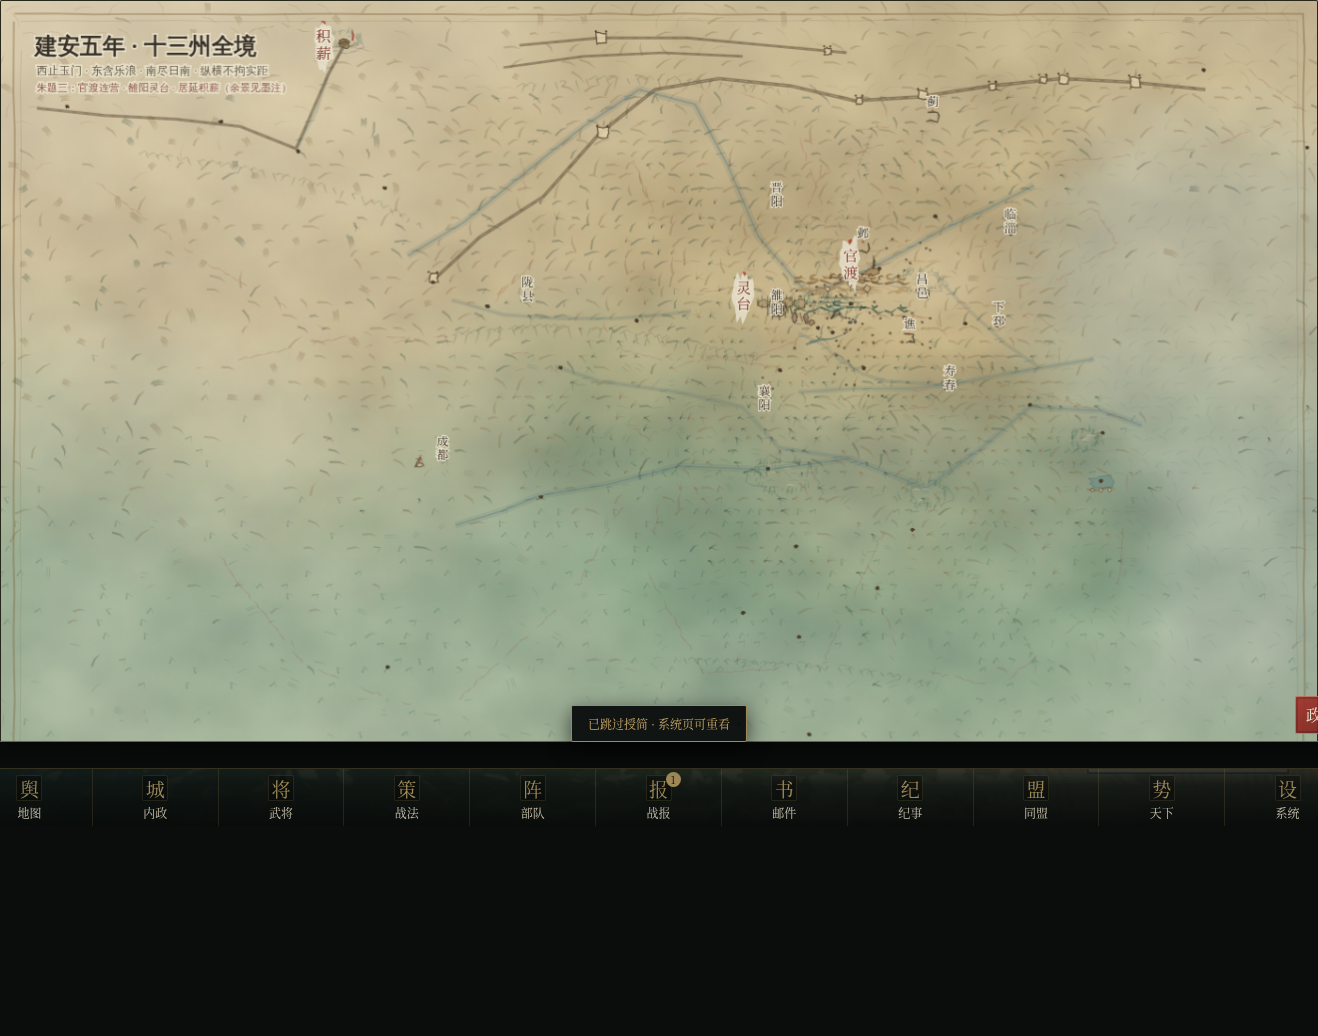 建安五年 · 十三州全境
西止玉门 · 东含乐浪 · 南尽日南 · 纵横不拘实距
朱题三 · 官渡连营 · 雒阳灵台 · 居延积薪（余景见墨注）
积薪
蓟
晋阳
临淄
邺
官渡
陇县
灵台
雒阳
昌邑
下邳
谯
寿春
襄阳
成都
已跳过授简 · 系统页可重看
政
舆 城 将 策 阵 报 1 书 纪 盟 势 设
地图 内政 武将 战法 部队 战报 邮件 纪事 同盟 天下 系统